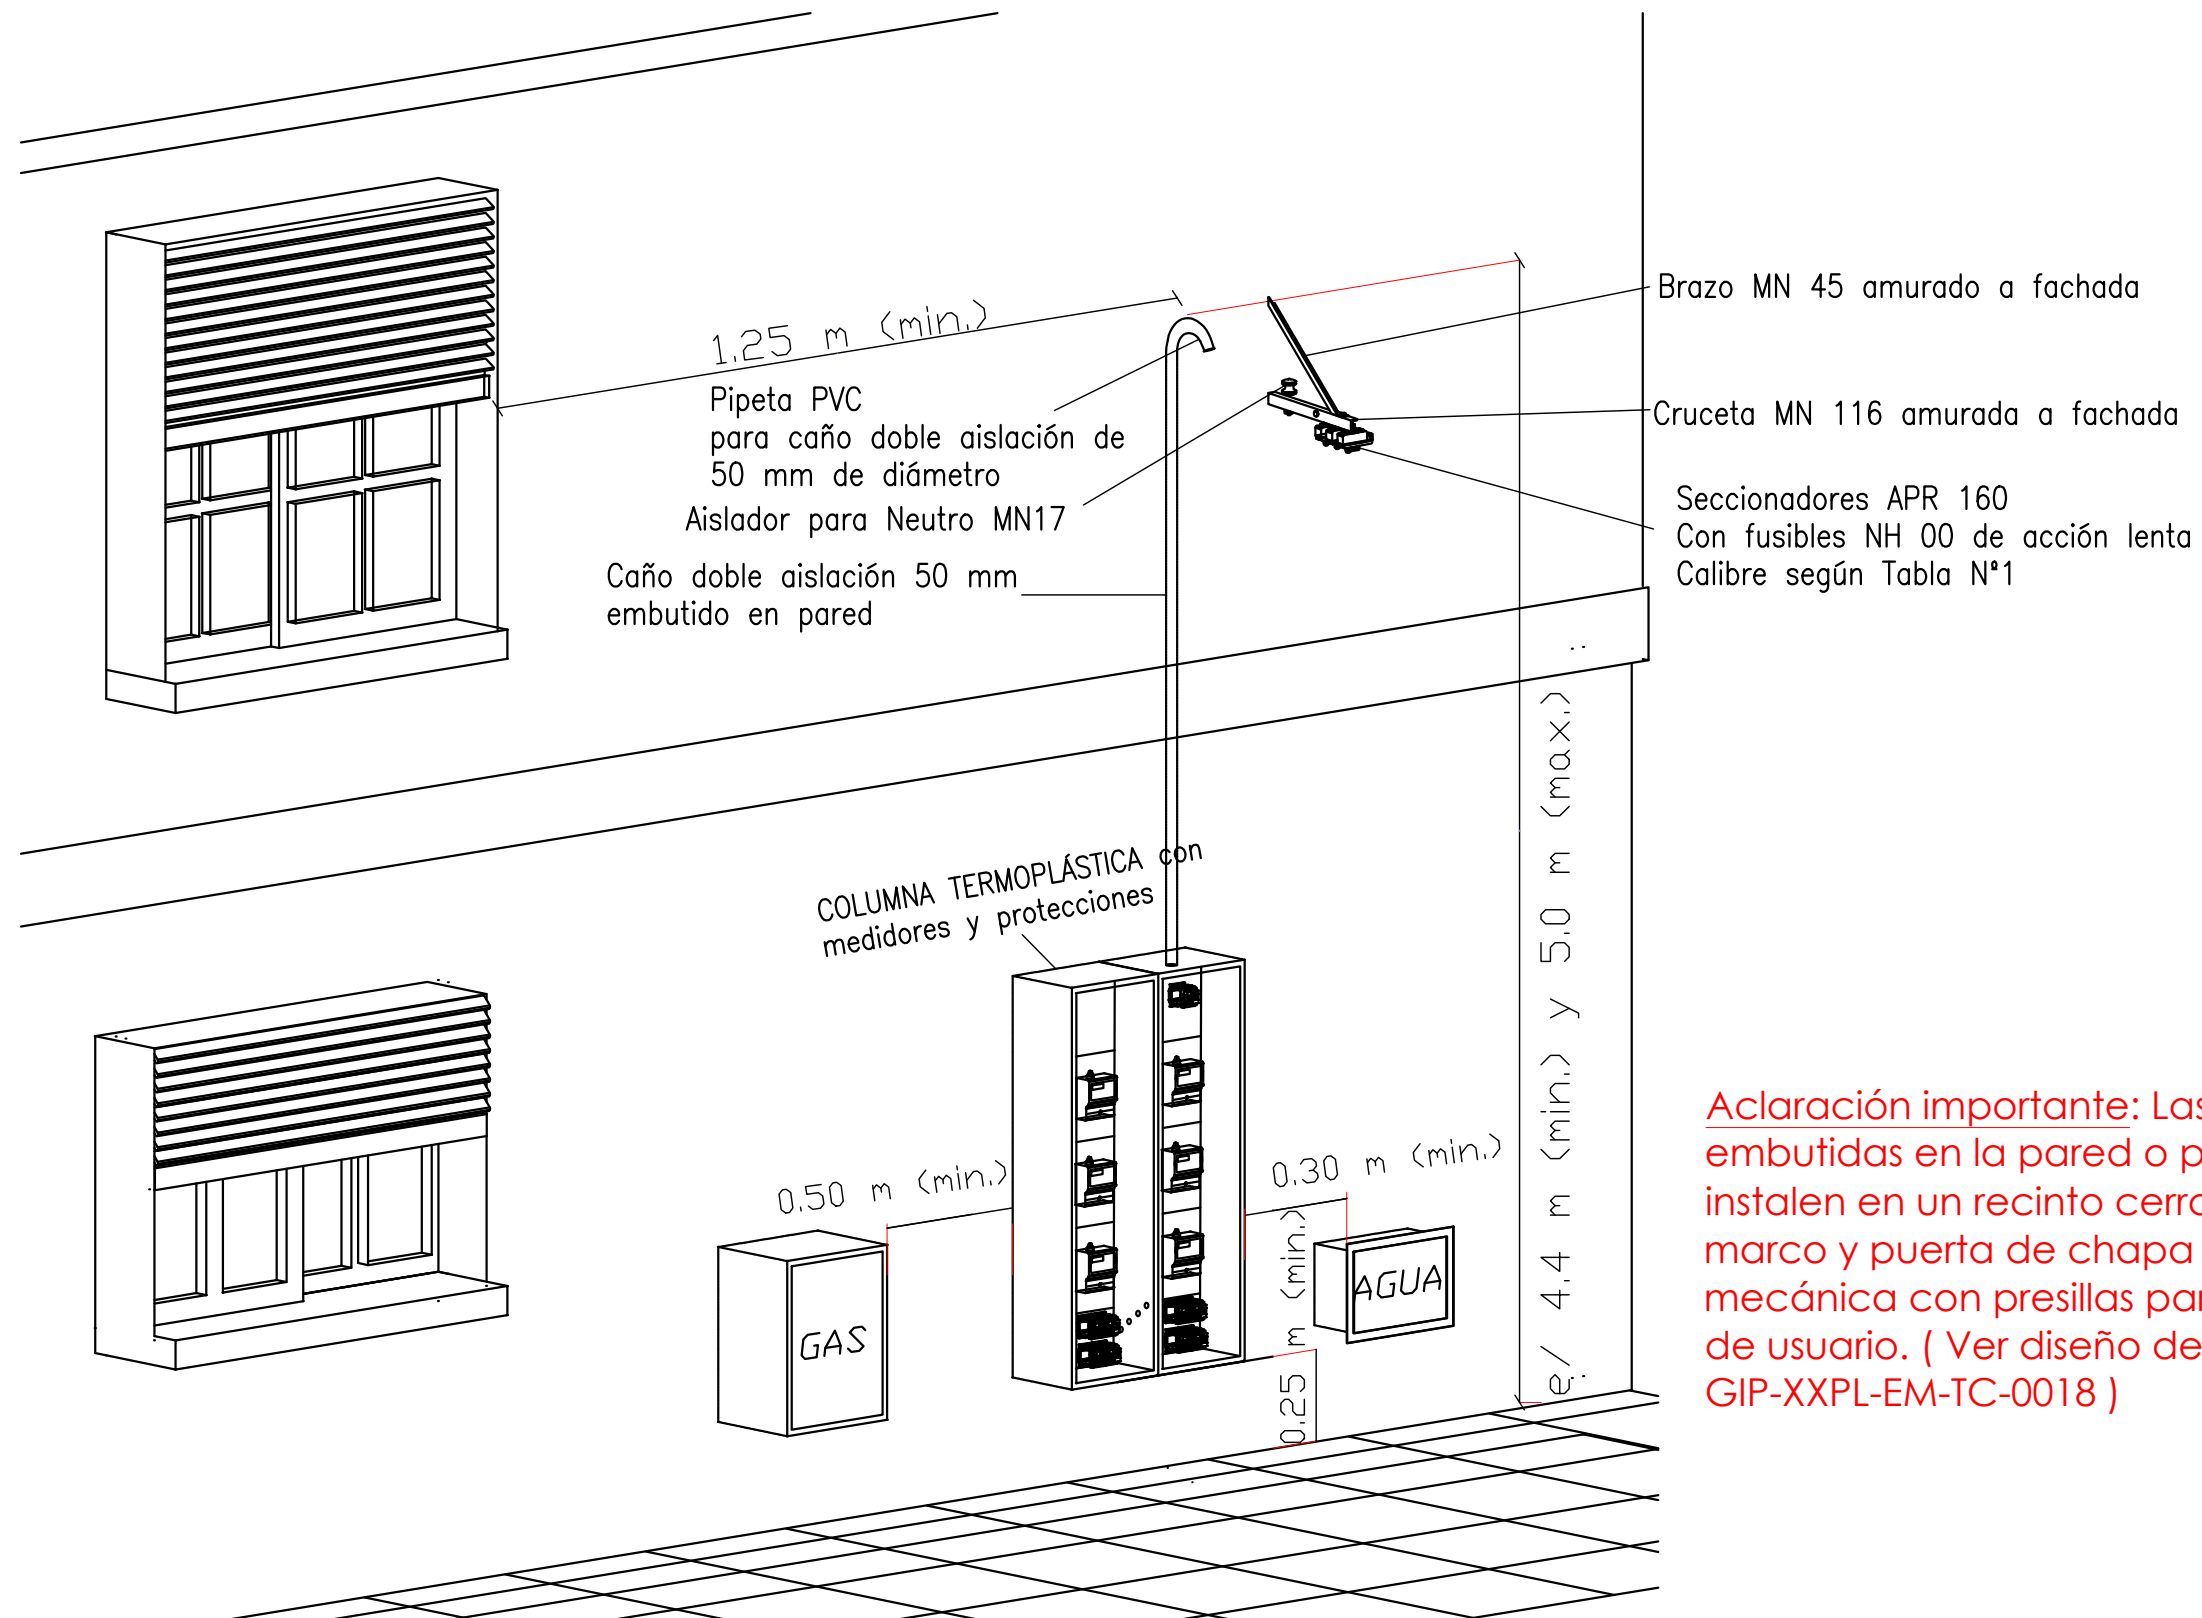 1.25 m (min.)
Pipeta PVC
para caño doble aislación de
50 mm de diámetro
Aislador para Neutro MN17
Caño doble aislación 50 mm
embutido en pared
Brazo MN 45 amurado a fachada
Cruceta MN 116 amurada a fachada
Seccionadores APR 160
Con fusibles NH 00 de acción lenta
Calibre según Tabla Nº1
COLUMNA TERMOPLÁSTICA con
medidores y protecciones
e/ 4.4 m (min.) y 5.0 m (max.)
0.50 m (min.)
0.30 m (min.)
0.25 m (min.)
GAS
AGUA
Aclaración importante: Las
embutidas en la pared o p
instalen en un recinto cerra
marco y puerta de chapa
mecánica con presillas par
de usuario. ( Ver diseño de
GIP-XXPL-EM-TC-0018 )